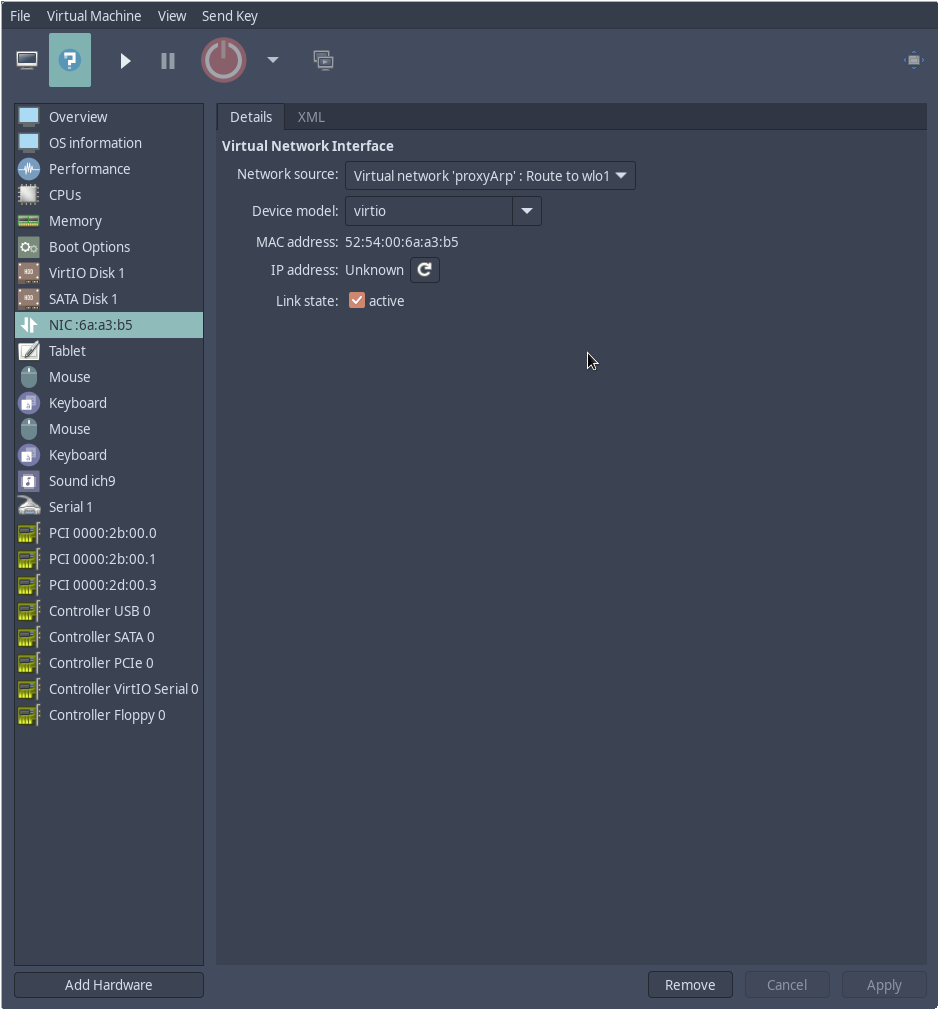 File Virtual Machine View Send Key
Overview
OS information
Performance
CPUs
Memory
Boot Options
VirtIO Disk 1
SATA Disk 1
NIC :6a:a3:b5
Tablet
Mouse
Keyboard
Mouse
Keyboard
Sound ich9
Serial 1
PCI 0000:2b:00.0
PCI 0000:2b:00.1
PCI 0000:2d:00.3
Controller USB 0
Controller SATA 0
Controller PCIe 0
Controller VirtIO Serial 0
Controller Floppy 0
Add Hardware
Details XML
Virtual Network Interface
Network source: Virtual network 'proxyArp' : Route to wlo1
Device model: virtio
MAC address: 52:54:00:6a:a3:b5
IP address: Unknown
Link state: active
Remove Cancel Apply